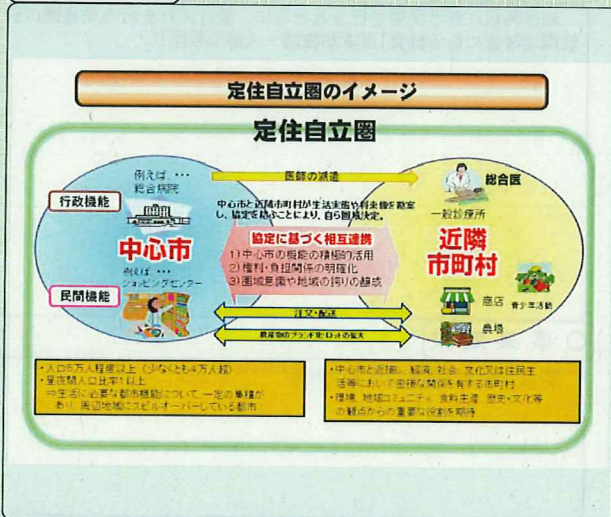 定住自立圏のイメージ
定住自立圏
医師の派遣
例えば、・・・
総合病院
行政機能
中心市
例えば、・・・
ショッピングセンター
民間機能
中心市と近隣市町村が生活実態や将来像を勘案
し、協定を結ぶことにより、自ら圏域決定。
協定に基づく相互連携
1)中心市の機能の積極的活用
2)権利・負担関係の明確化
3)圏域意識や地域の誇りの醸成
総合医
一般診療所
近隣
市町村
商店
青少年活動
農場
注文・配送
農産物のブランド化・ロットの拡大
・人口5万人程度以上(少なくとも4万人超)
・昼夜間人口比率1以上
⇒生活に必要な都市機能について、一定の集積が
あり、周辺地域にスピルオーバーしている都市
・中心市と近接し、経済、社会、文化又は住民生
活等において密接な関係を有する市町村
・環境、地域コミュニティ、食料生産、歴史・文化等
の観点からの重要な役割を期待